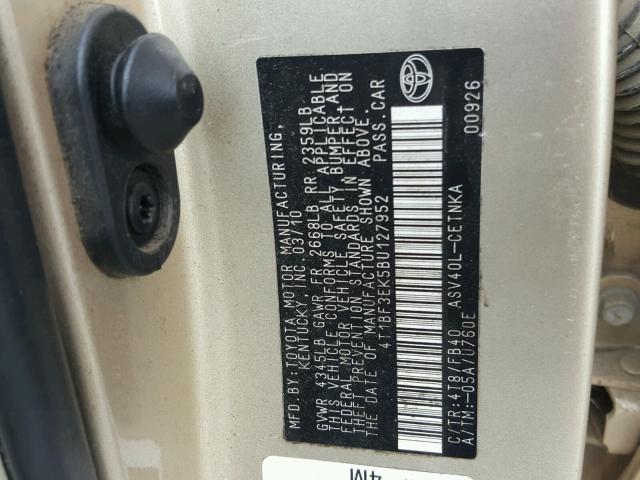 MFD. BY: TOYOTA MOTOR MANUFACTURING,
KENTUCKY, INC. 03/10
GVWR 4345LB GAWR FR 2668LB RR 2359LB
THIS VEHICLE CONFORMS TO ALL APPLICABLE
FEDERAL MOTOR VEHICLE SAFETY BUMPER, AND
THEFT PREVENTION STANDARDS IN EFFECT ON
THE DATE OF MANUFACTURE SHOWN ABOVE.
4T1BF3EK5BU127952 PASS. CAR
C/TR: 4T8/FB40 ASV40L-CETNKA
A/TM: -05A/U760E
00926
4M